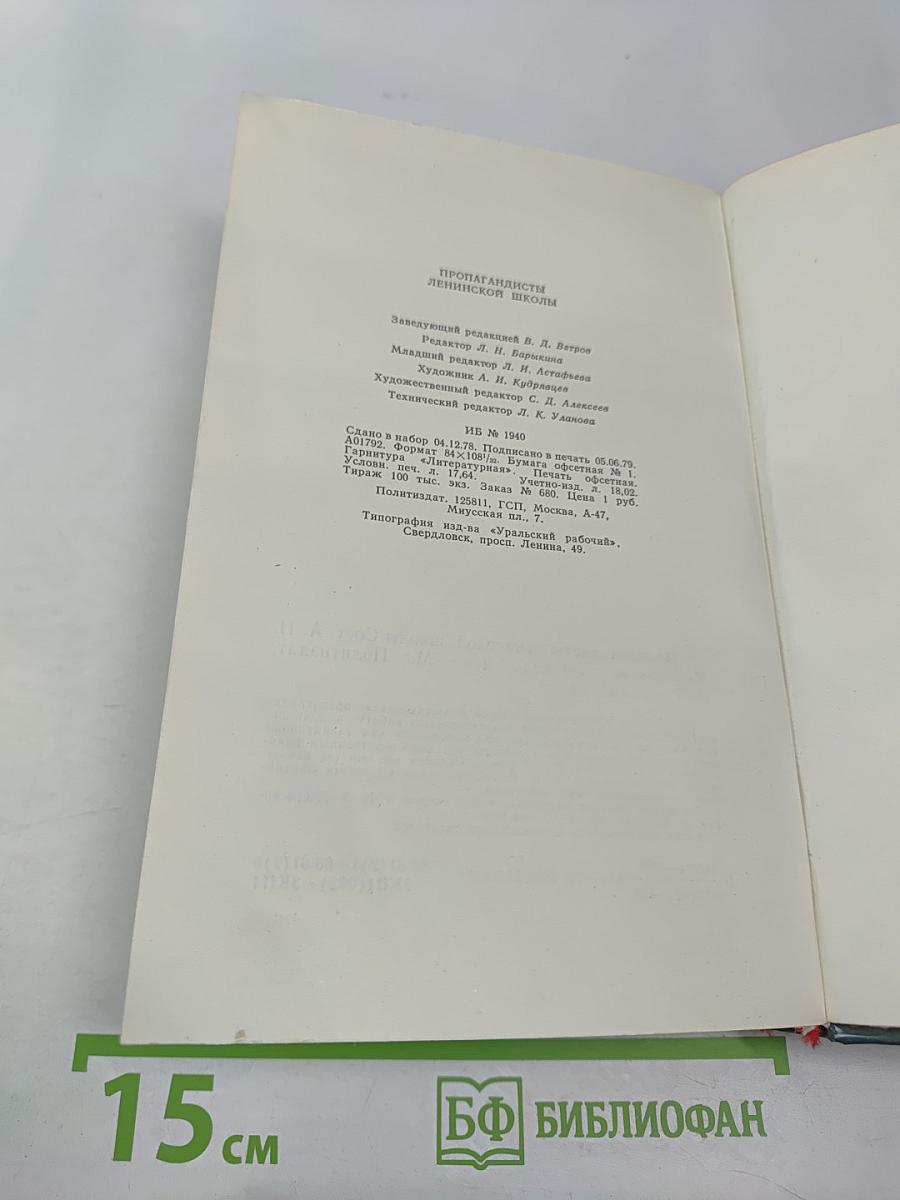 ПРОПАГАНДИСТЫ
ЛЕНИНСКОЙ ШКОЛЫ
Заведующий редакцией В. Д. Ветров
Редактор Л. Н. Барыкина
Младший редактор Л. И. Астафьева
Художник А. И. Кудрявцев
Художественный редактор С. Д. Алексеев
Технический редактор Л. К. Уланова
ИБ № 1940
Сдано в набор 04.12.78. Подписано в печать 05.06.79.
А01792. Формат 84×108¹/₃₂. Бумага офсетная № 1.
Гарнитура «Литературная». Печать офсетная.
Условн. печ. л. 17,64. Учетно-изд. л. 18,02.
Тираж 100 тыс. экз. Заказ № 680. Цена 1 руб.
Политиздат. 125811, ГСП, Москва, А-47,
Миусская пл., 7.
Типография изд-ва «Уральский рабочий».
Свердловск, просп. Ленина, 49.
15 см
БФ БИБЛИОФАН